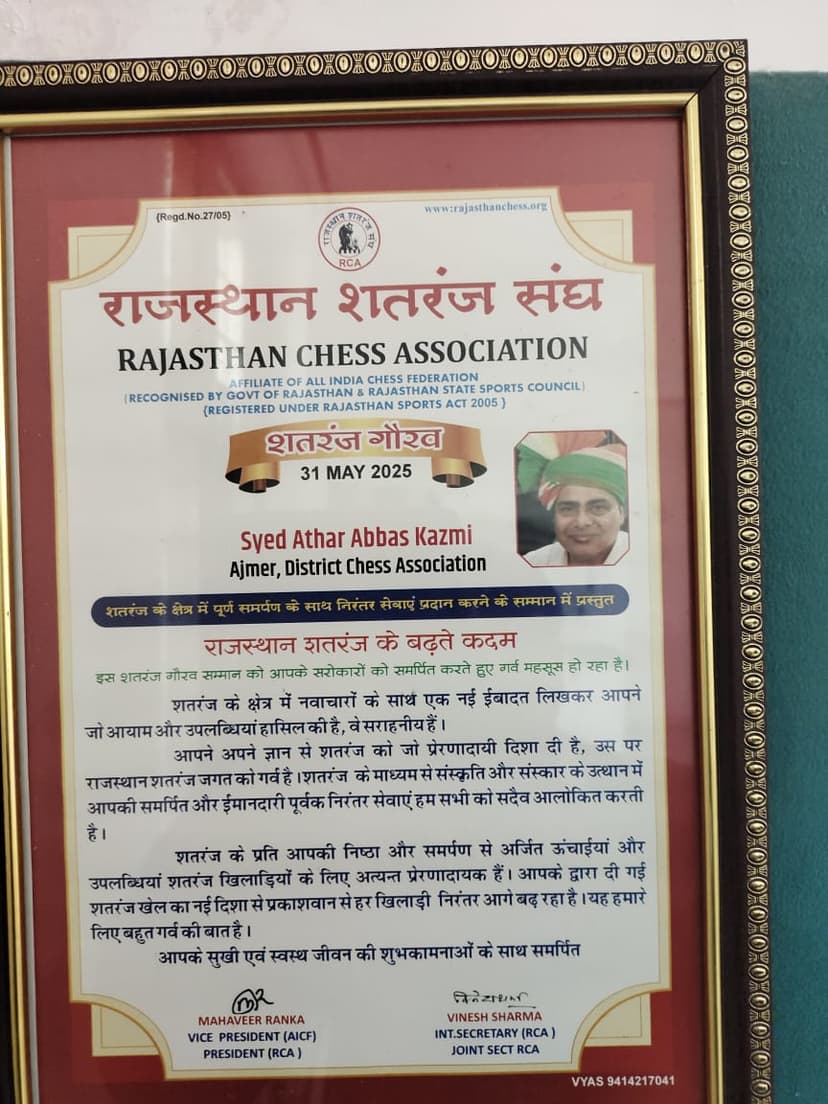 {Regd.No.27/05}
www:rajasthanchess.org
राजस्थान शतरंज संघ
RCA
राजस्थान शतरंज संघ
RAJASTHAN CHESS ASSOCIATION
AFFILIATE OF ALL INDIA CHESS FEDERATION
(RECOGNISED BY GOVT OF RAJASTHAN & RAJASTHAN STATE SPORTS COUNCIL)
{REGISTERED UNDER RAJASTHAN SPORTS ACT 2005 }
शतरंज गौरव
31 MAY 2025
Syed Athar Abbas Kazmi
Ajmer, District Chess Association
शतरंज के क्षेत्र में पूर्ण समर्पण के साथ निरंतर सेवाएं प्रदान करने के सम्मान में प्रस्तुत
राजस्थान शतरंज के बढ़ते कदम
इस शतरंज गौरव सम्मान को आपके सरोकारों को समर्पित करते हुए गर्व महसूस हो रहा है।
शतरंज के क्षेत्र में नवाचारों के साथ एक नई ईबादत लिखकर आपने
जो आयाम और उपलब्धियां हासिल की है, वे सराहनीय हैं।
आपने अपने ज्ञान से शतरंज को जो प्रेरणादायी दिशा दी है, उस पर
राजस्थान शतरंज जगत को गर्व है। शतरंज के माध्यम से संस्कृति और संस्कार के उत्थान में
आपकी समर्पित और ईमानदारी पूर्वक निरंतर सेवाएं हम सभी को सदैव आलोकित करती
है।
शतरंज के प्रति आपकी निष्ठा और समर्पण से अर्जित ऊंचाईयां और
उपलब्धियां शतरंज खिलाड़ियों के लिए अत्यन्त प्रेरणादायक हैं। आपके द्वारा दी गई
शतरंज खेल का नई दिशा से प्रकाशवान से हर खिलाड़ी निरंतर आगे बढ़ रहा है। यह हमारे
लिए बहुत गर्व की बात है।
आपके सुखी एवं स्वस्थ जीवन की शुभकामनाओं के साथ समर्पित
MAHAVEER RANKA
VICE PRESIDENT (AICF)
PRESIDENT (RCA )
VINESH SHARMA
INT.SECRETARY (RCA )
JOINT SECT RCA
VYAS 9414217041